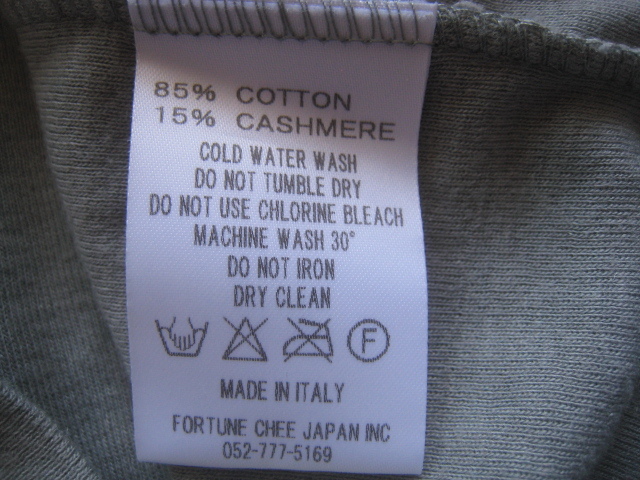 85% COTTON
15% CASHMERE
COLD WATER WASH
DO NOT TUMBLE DRY
DO NOT USE CHLORINE BLEACH
MACHINE WASH 30°
DO NOT IRON
DRY CLEAN
F
MADE IN ITALY
FORTUNE CHEE JAPAN INC
052-777-5169